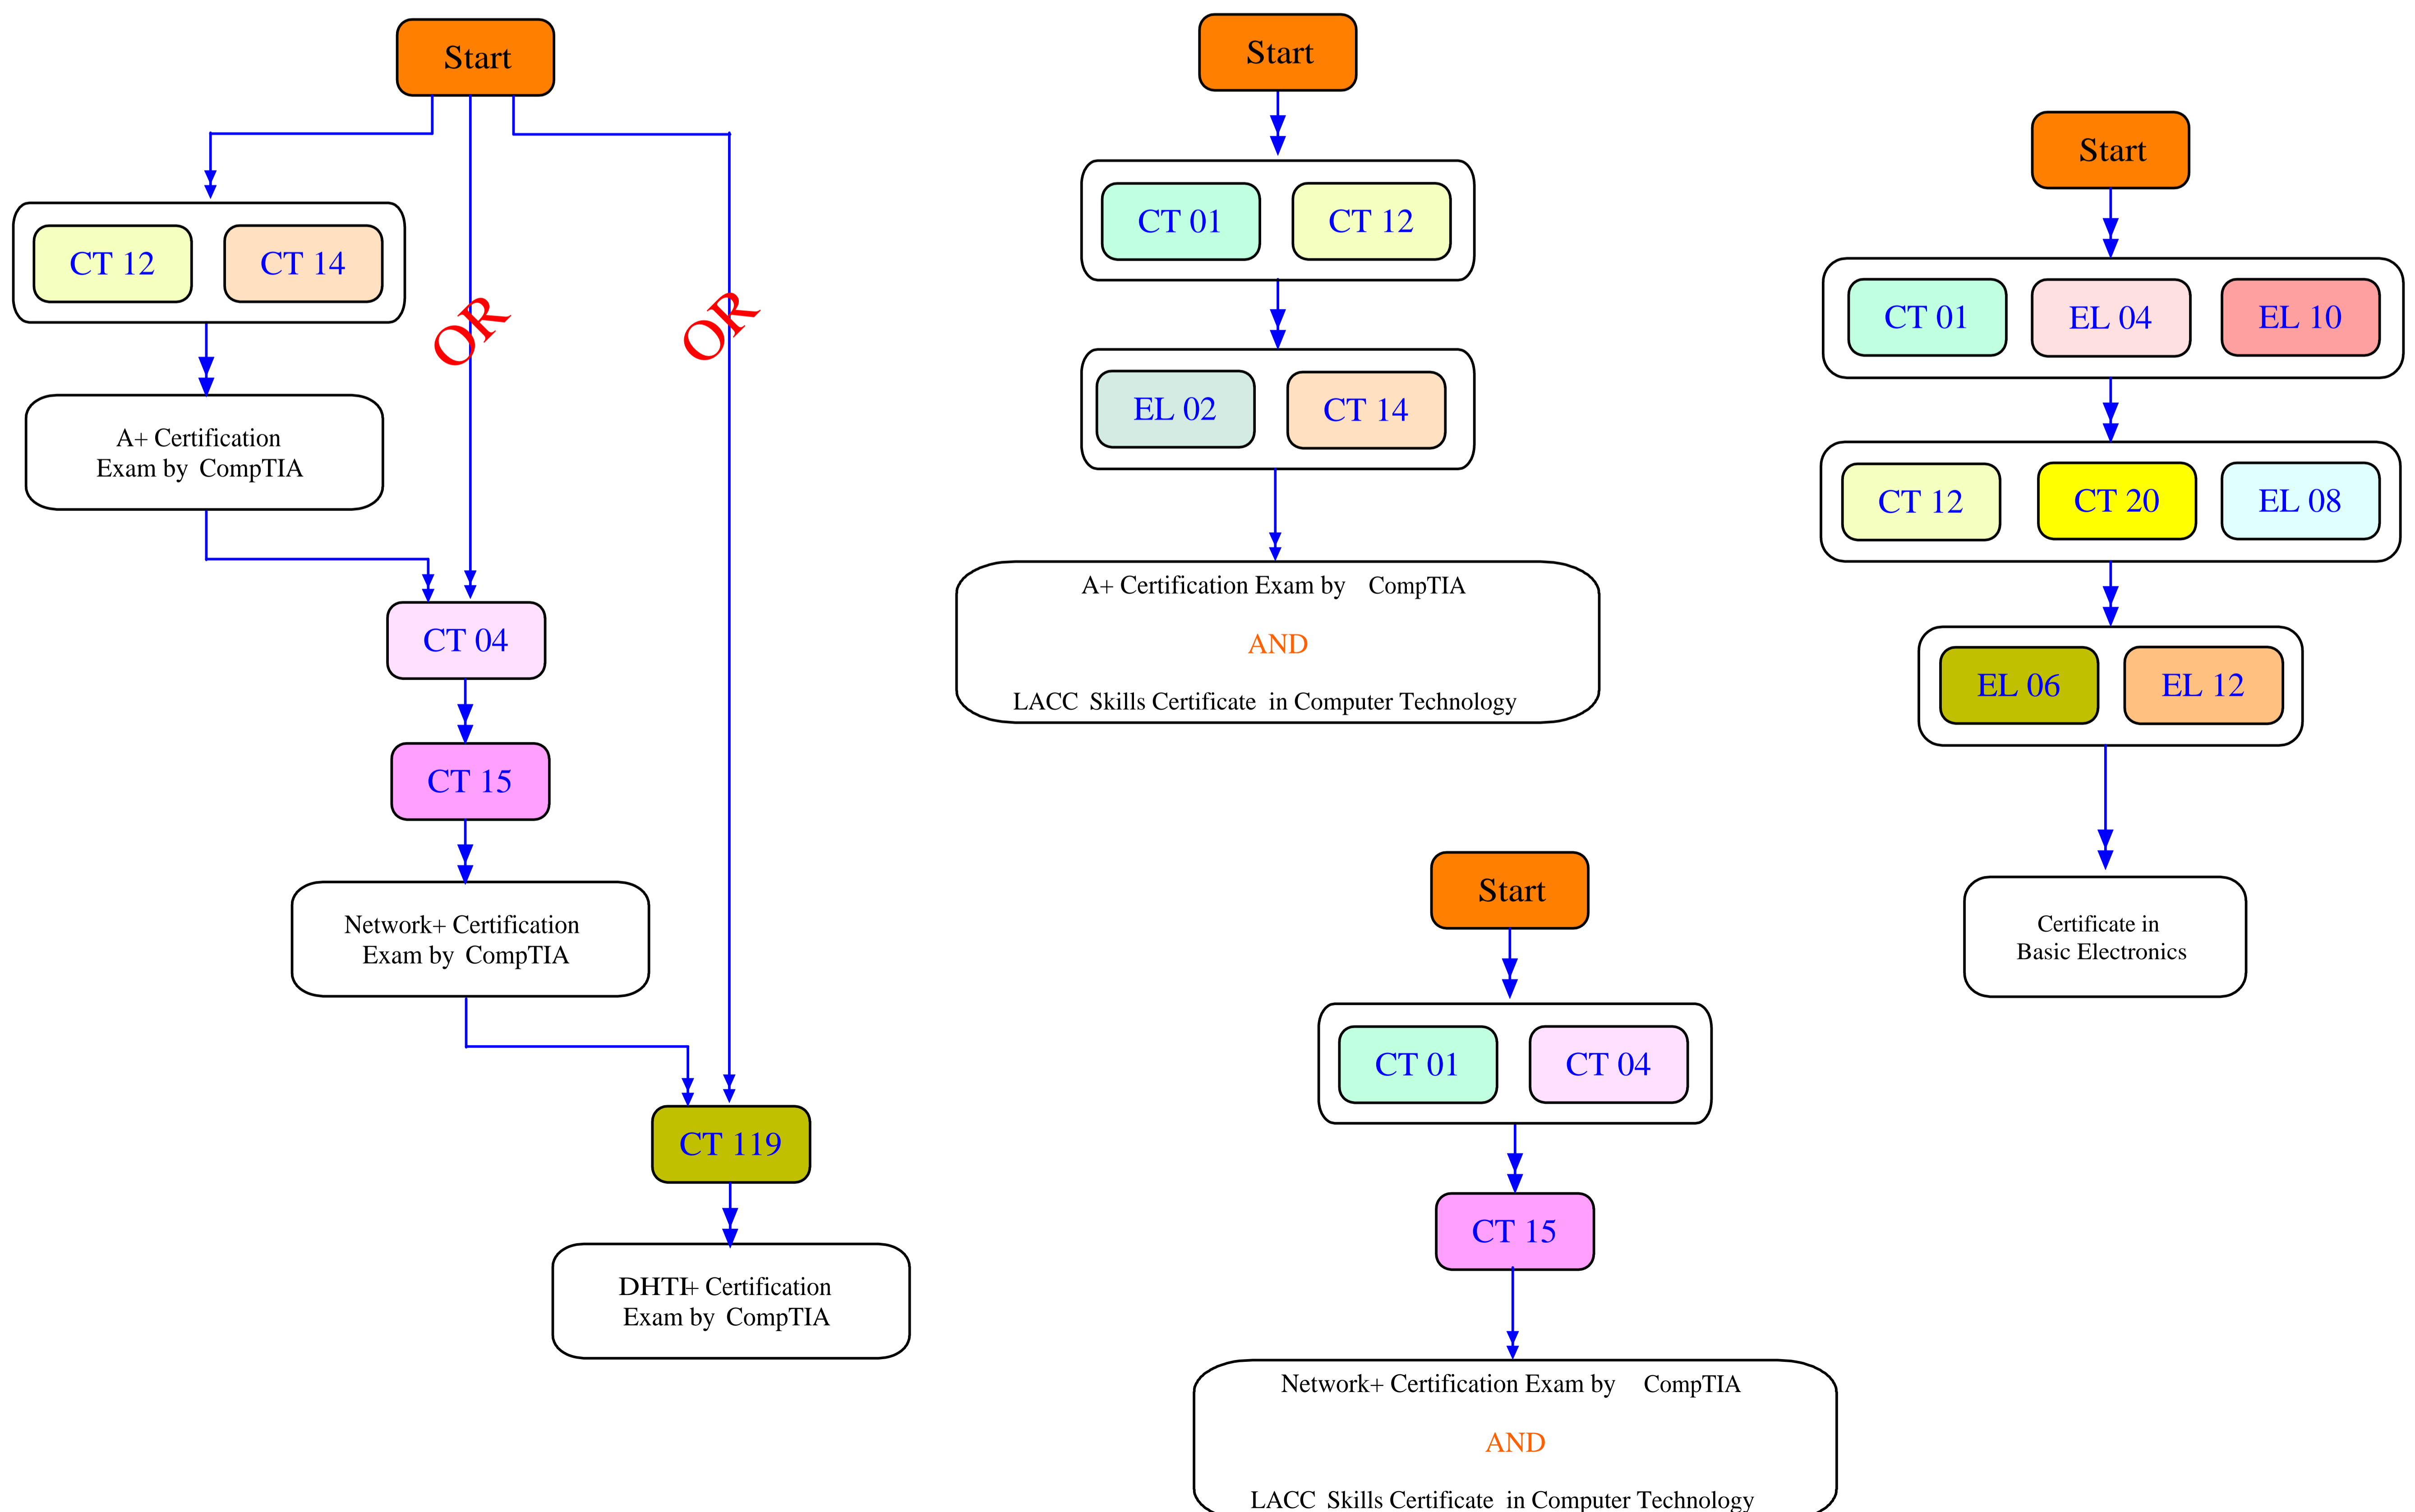 Start
CT 12
CT 14
OR
OR
A+ Certification
Exam by CompTIA
CT 04
CT 15
Network+ Certification
Exam by CompTIA
CT 119
DHTI+ Certification
Exam by CompTIA
Start
CT 01
CT 12
EL 02
CT 14
A+ Certification Exam by CompTIA
AND
LACC Skills Certificate in Computer Technology
Start
CT 01
CT 04
CT 15
Network+ Certification Exam by CompTIA
AND
LACC Skills Certificate in Computer Technology
Start
CT 01
EL 04
EL 10
CT 12
CT 20
EL 08
EL 06
EL 12
Certificate in
Basic Electronics